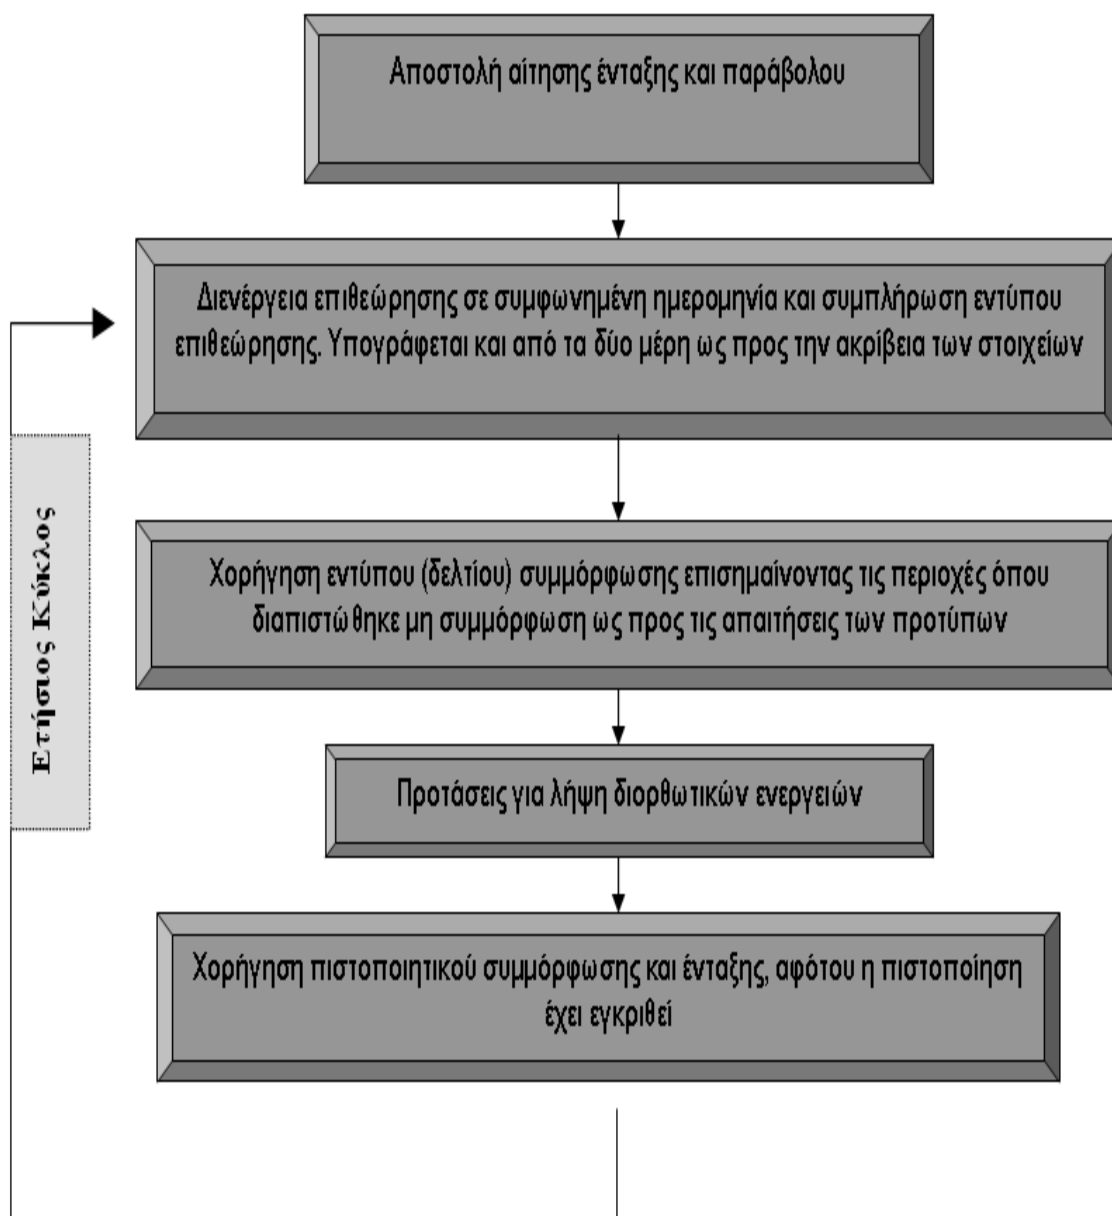 Αποστολή αίτησης ένταξης και παράβολου
Διενέργεια επιθεώρησης σε συμφωνημένη ημερομηνία και συμπλήρωση εντύπου
επιθεώρησης. Υπογράφεται και από τα δύο μέρη ως προς την ακρίβεια των στοιχείων
Ετήσιος Κύκλος
Χορήγηση εντύπου (δελτίου) συμμόρφωσης επισημαίνοντας τις περιοχές όπου
διαπιστώθηκε μη συμμόρφωση ως προς τις απαιτήσεις των προτύπων
Προτάσεις για λήψη διορθωτικών ενεργειών
Χορήγηση πιστοποιητικού συμμόρφωσης και ένταξης, αφότου η πιστοποίηση
έχει εγκριθεί